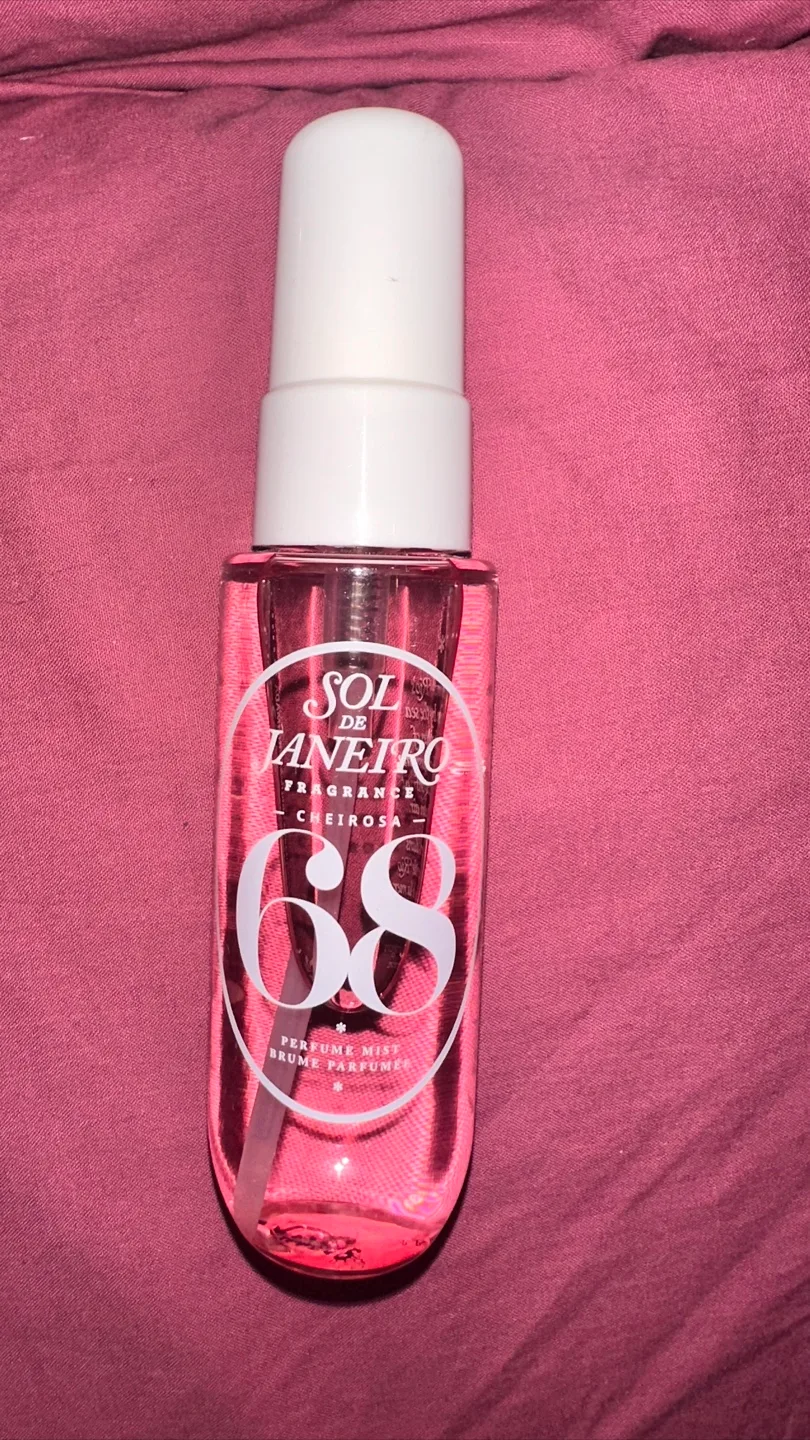 SOL
DE
JANEIRO
FRAGRANCE
– CHEIROSA –
68
*
PERFUME MIST
BRUME PARFUMÉE
*